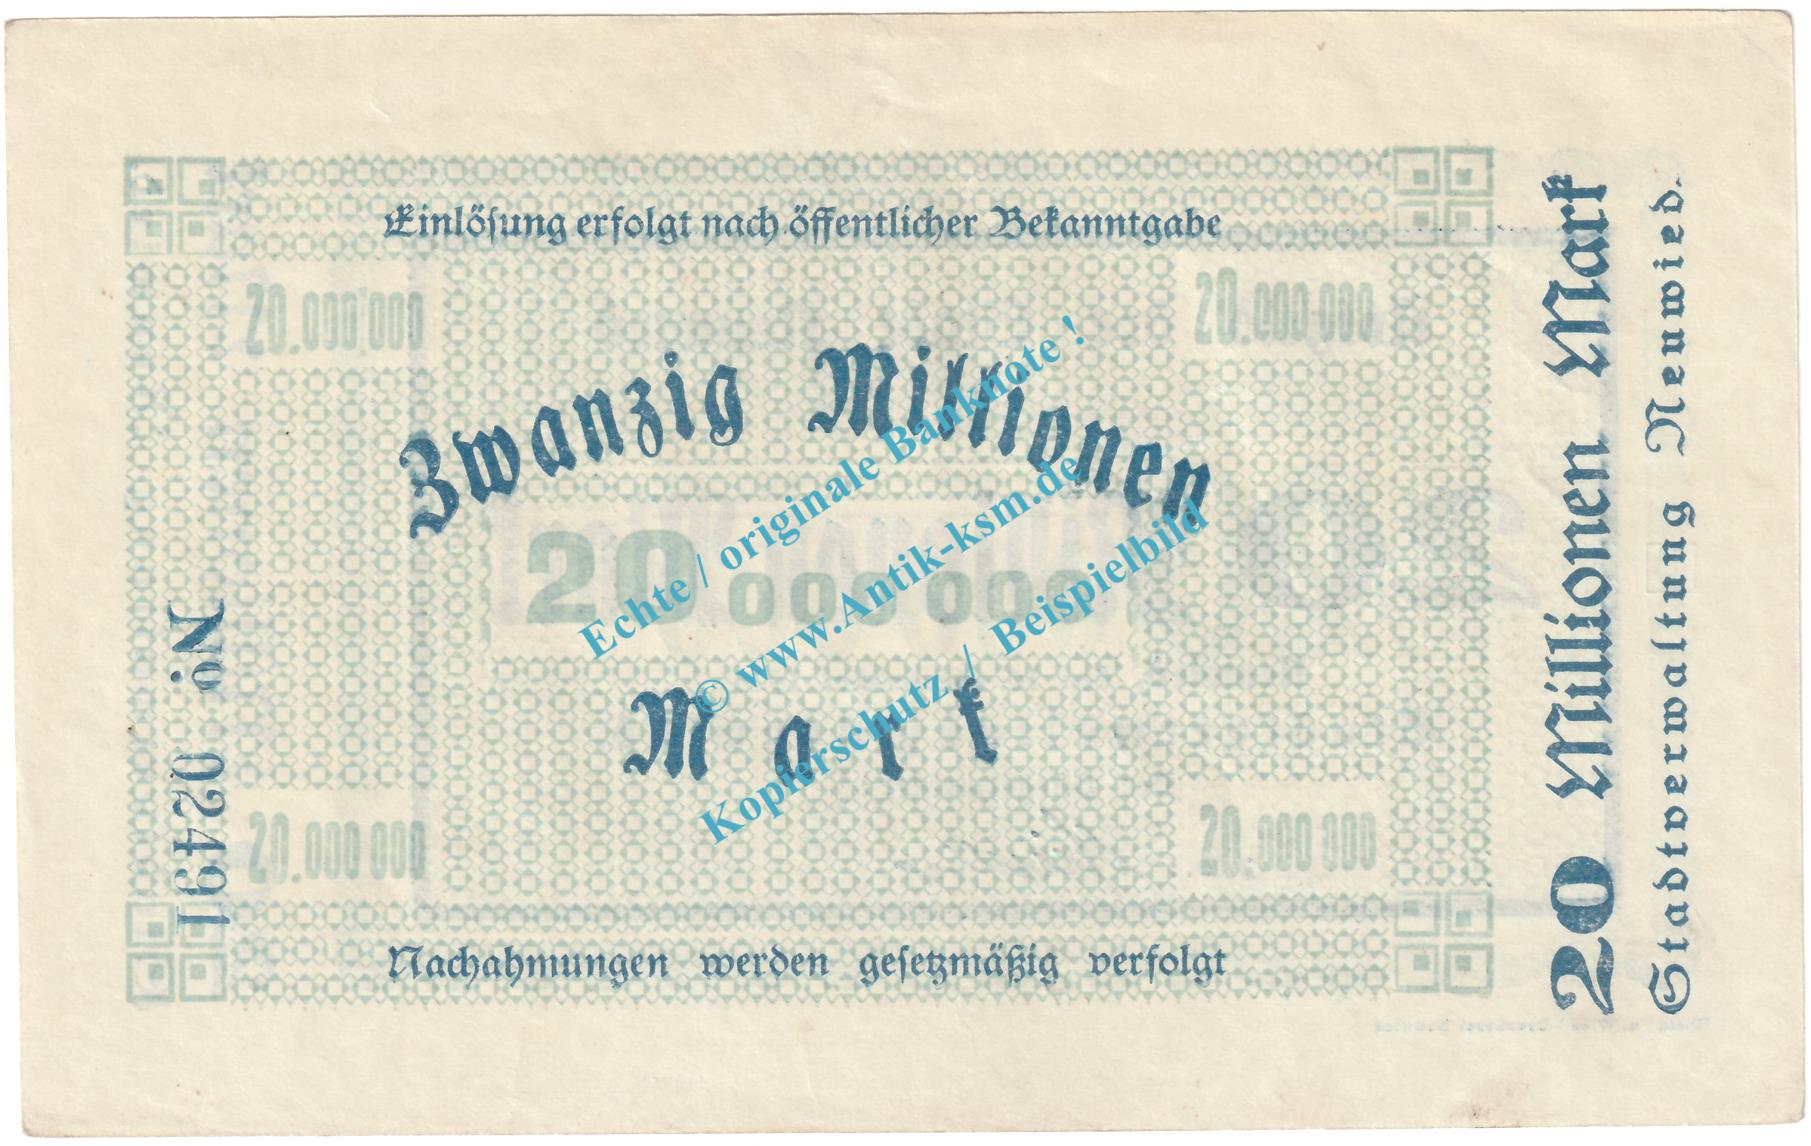 Einlösung erfolgt nach öffentlicher Bekanntgabe
20.000 000
20.000 000
Zwanzig Millionen
20 000 000
Mark
20.000 000
20.000 000
Nachahmungen werden gesetzmäßig verfolgt
No. 02491
20 Millionen Mark
Stadtverwaltung Neuwied.
Echte / originale Banknote !
© www.Antik-ksm.de
Kopierschutz / Beispielbild